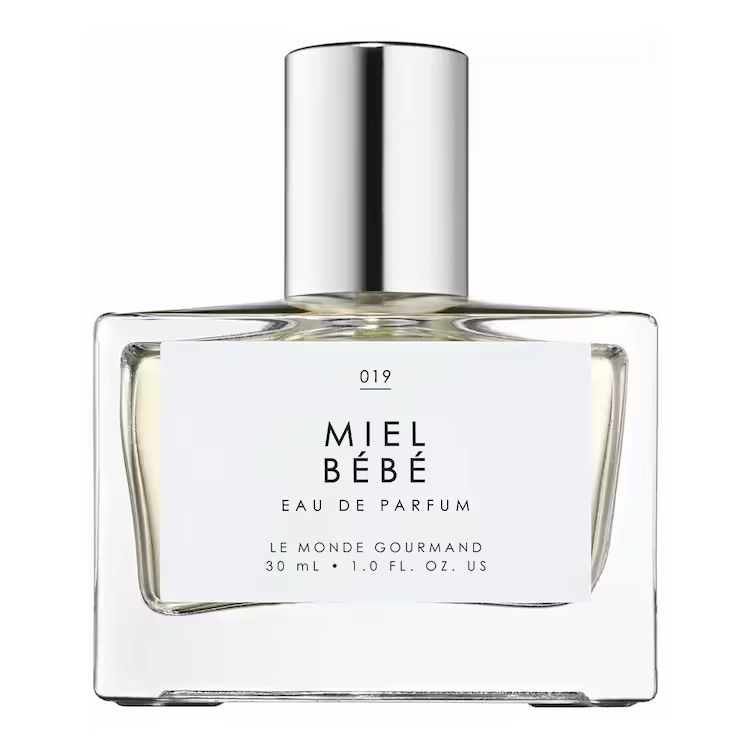 019
MIEL
BÉBÉ
EAU DE PARFUM
LE MONDE GOURMAND
30 mL • 1.0 FL. OZ. US